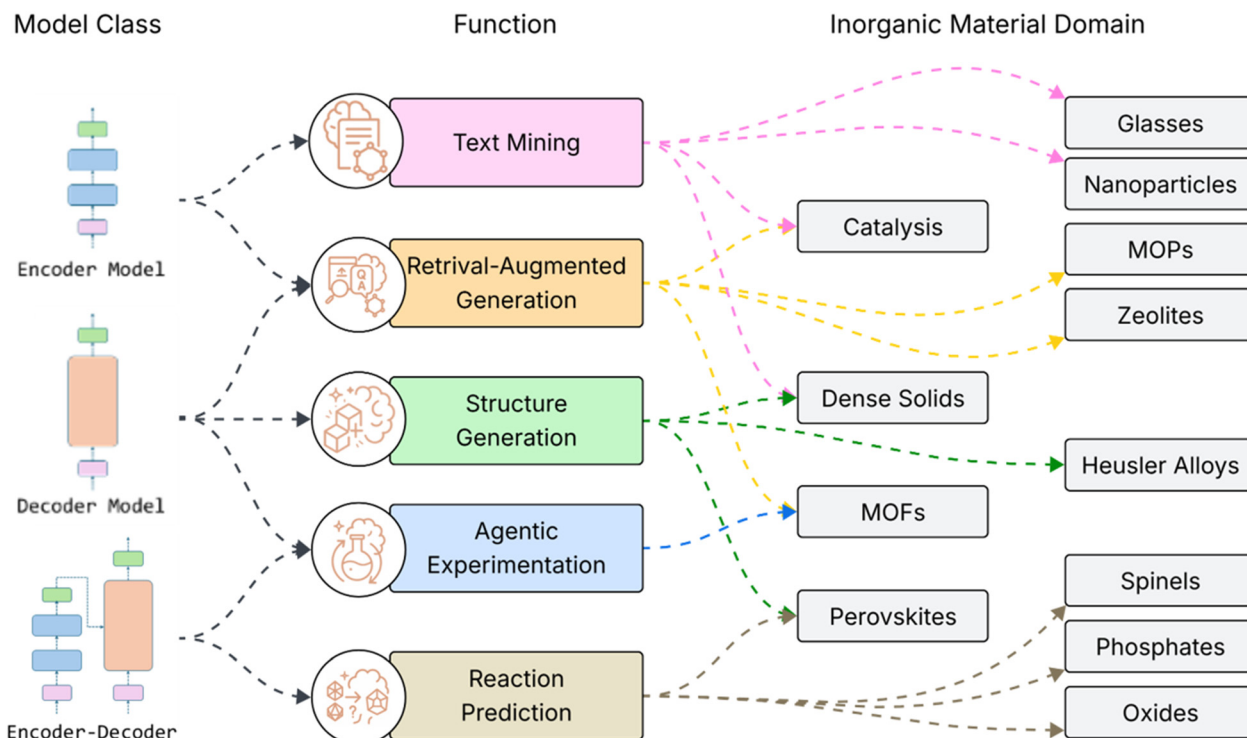 Model Class
Function
Inorganic Material Domain
Encoder Model
Decoder Model
Encoder-Decoder
Text Mining
Retrival-Augmented
Generation
Q
A
Structure
Generation
Agentic
Experimentation
?
Reaction
Prediction
Catalysis
Dense Solids
MOFs
Perovskites
Glasses
Nanoparticles
MOPs
Zeolites
Heusler Alloys
Spinels
Phosphates
Oxides